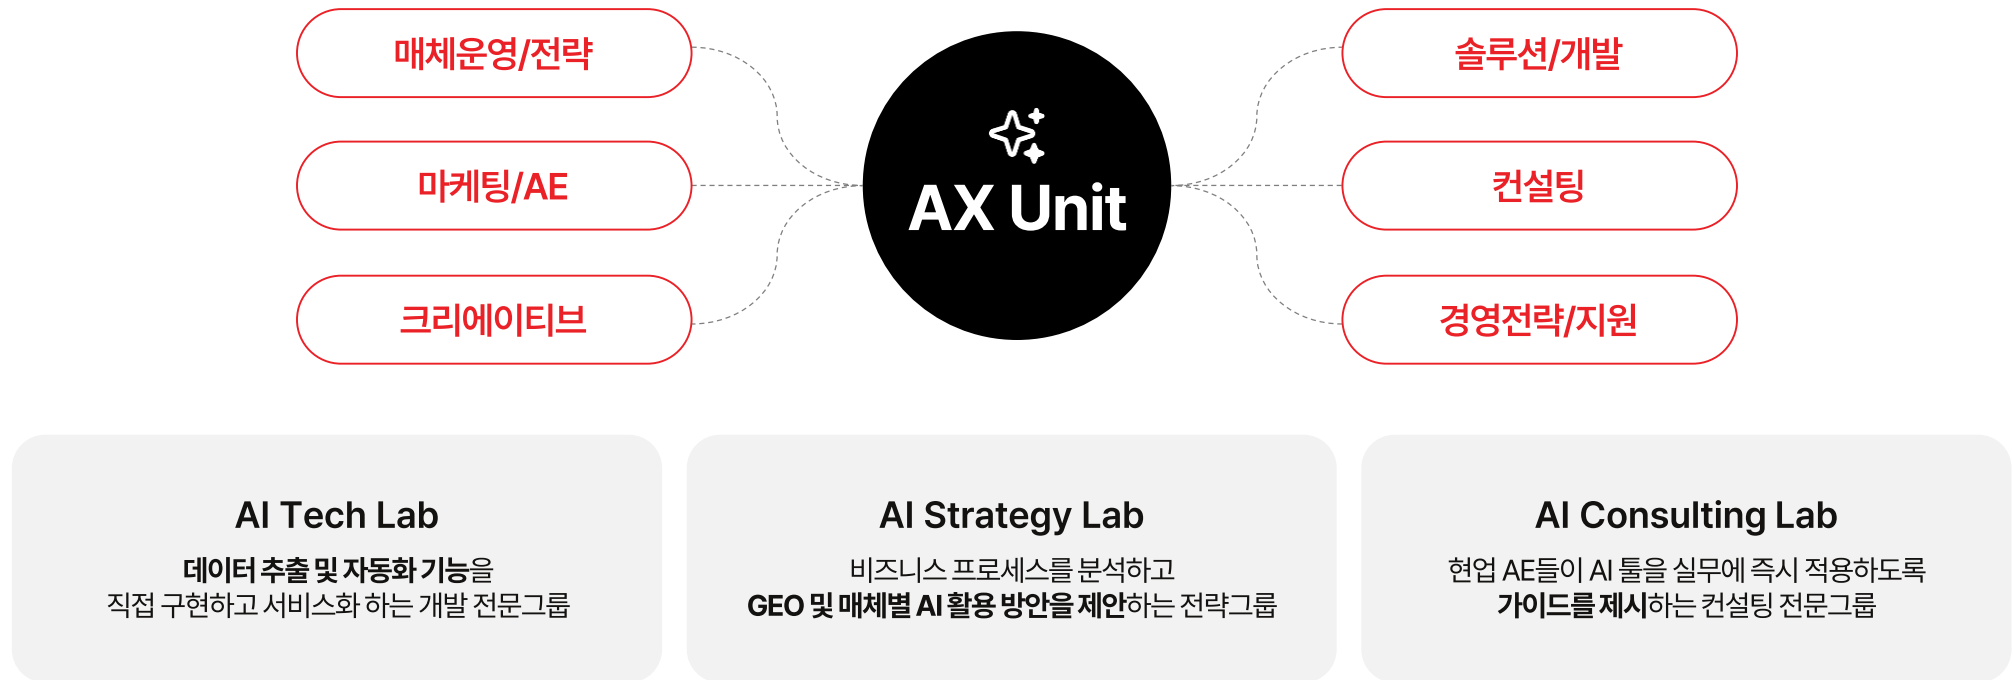 매체운영/전략
마케팅/AE
크리에이티브
AX Unit
솔루션/개발
컨설팅
경영전략/지원
AI Tech Lab
데이터 추출 및 자동화 기능을
직접 구현하고 서비스화 하는 개발 전문그룹
AI Strategy Lab
비즈니스 프로세스를 분석하고
GEO 및 매체별 AI 활용 방안을 제안하는 전략그룹
AI Consulting Lab
현업 AE들이 AI 툴을 실무에 즉시 적용하도록
가이드를 제시하는 컨설팅 전문그룹